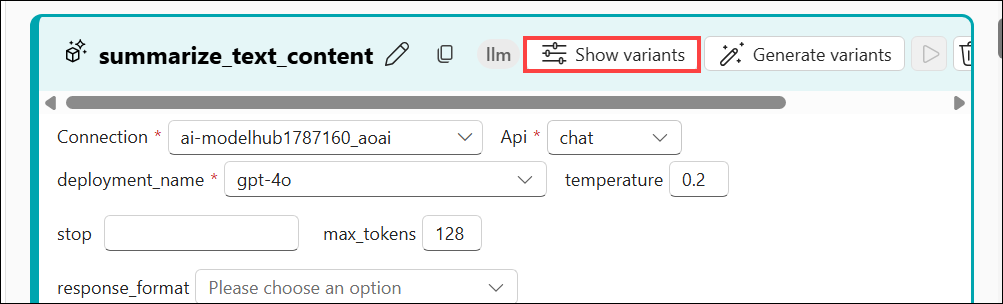 summarize_text_content llm Show variants Generate variants
Connection * ai-modelhub1787160_aoai Api * chat
deployment_name * gpt-4o temperature 0.2
stop max_tokens 128
response_format Please choose an option